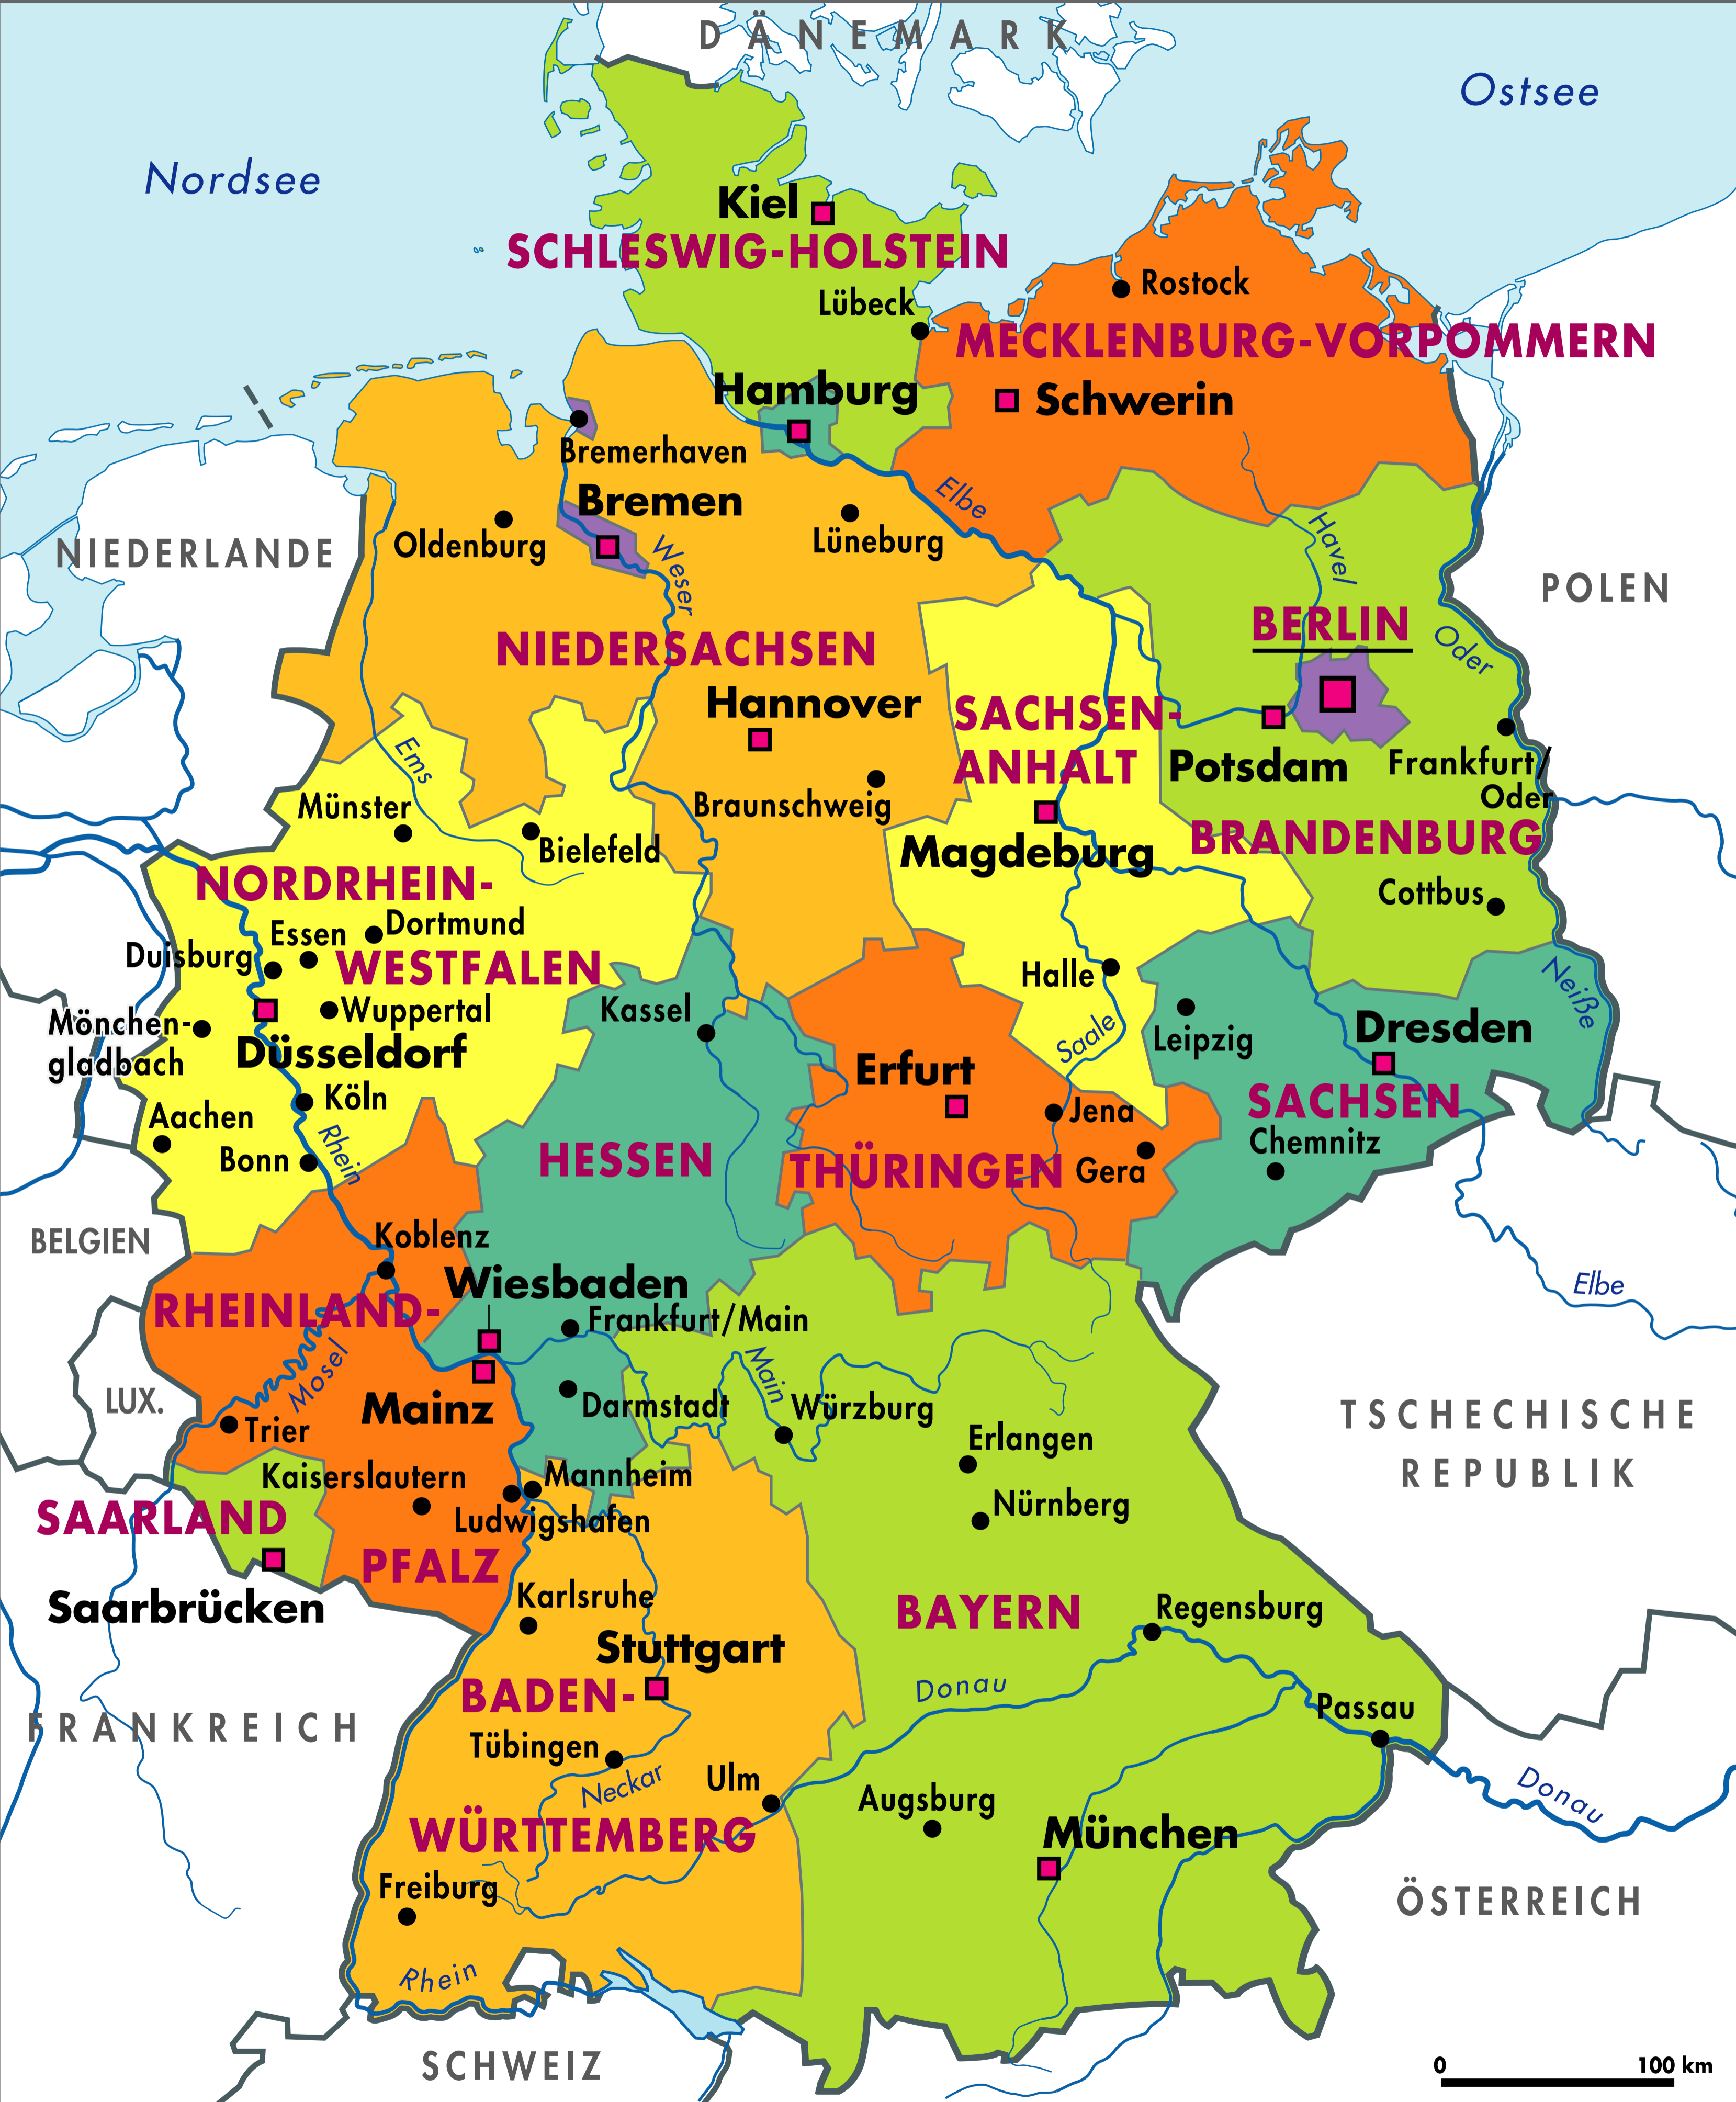 DÄNEMARK
Ostsee
Nordsee
Kiel
SCHLESWIG-HOLSTEIN
Rostock
Lübeck
MECKLENBURG-VORPOMMERN
Hamburg
Schwerin
Bremerhaven
Bremen
Elbe
Oldenburg
Lüneburg
Weser
Havel
NIEDERLANDE
POLEN
BERLIN
NIEDERSACHSEN
Oder
Hannover
SACHSEN-
ANHALT
Potsdam
Frankfurt/
Oder
Ems
Münster
Braunschweig
Bielefeld
Magdeburg
BRANDENBURG
NORDRHEIN-
Cottbus
Essen
Dortmund
Duisburg
WESTFALEN
Halle
Neiße
Wuppertal
Kassel
Mönchen-
gladbach
Düsseldorf
Saale
Leipzig
Dresden
Erfurt
Köln
SACHSEN
Aachen
Jena
Chemnitz
Bonn
Rhein
HESSEN
THÜRINGEN
Gera
BELGIEN
Koblenz
Wiesbaden
Elbe
RHEINLAND-
Frankfurt/Main
Mosel
Main
LUX.
Mainz
Darmstadt
Würzburg
TSCHECHISCHE
REPUBLIK
Trier
Erlangen
Kaiserslautern
Mannheim
Nürnberg
SAARLAND
Ludwigshafen
PFALZ
Saarbrücken
Karlsruhe
BAYERN
Regensburg
Stuttgart
BADEN-
Donau
Passau
FRANKREICH
Tübingen
Neckar
Ulm
Augsburg
Donau
WÜRTTEMBERG
München
Freiburg
ÖSTERREICH
Rhein
SCHWEIZ
0 100 km